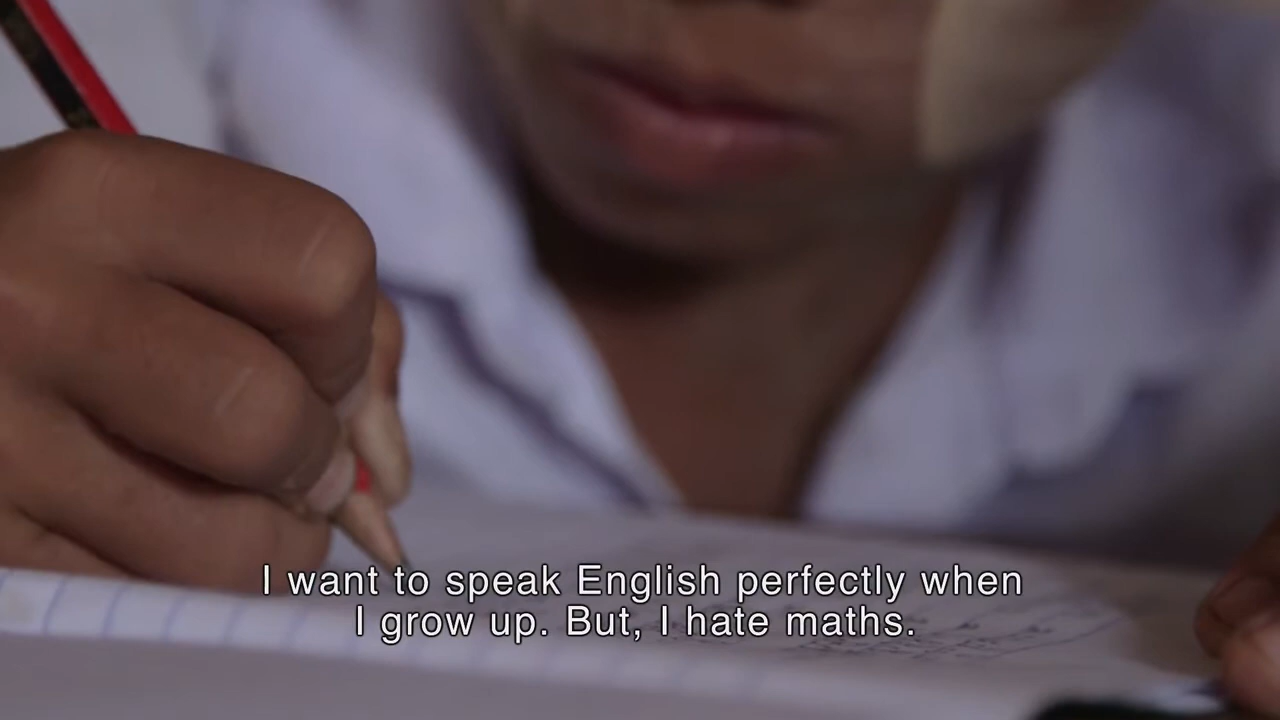 I want to speak English perfectly when
I grow up. But, I hate maths.